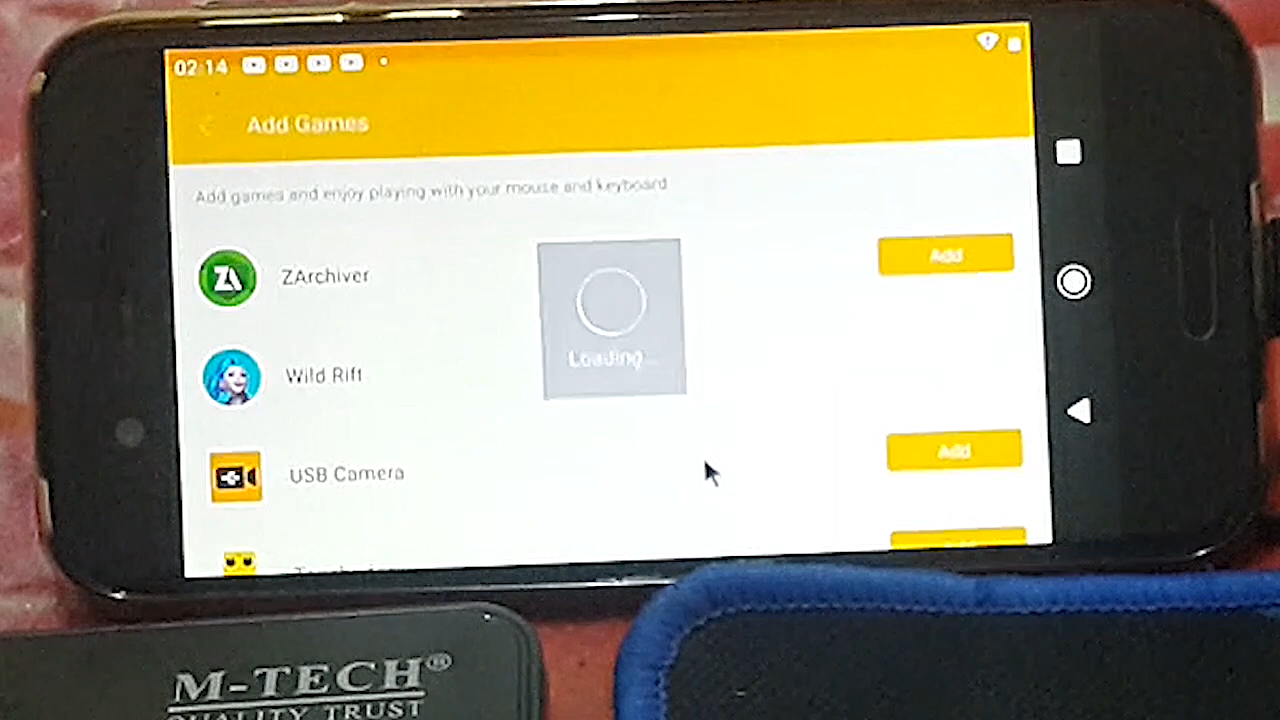 02:14
Add Games
Add games and enjoy playing with your mouse and keyboard
ZArchiver
Add
Loading...
Wild Rift
USB Camera
Add
M-TECH®
QUALITY TRUST